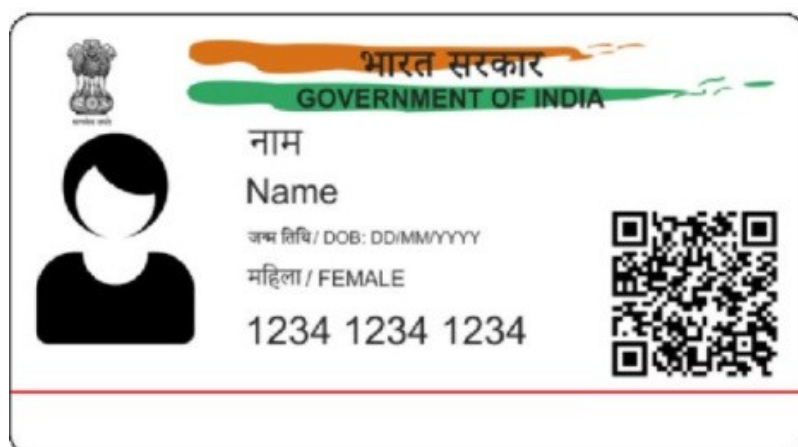 भारत सरकार
GOVERNMENT OF INDIA
नाम
Name
जन्म तिथि / DOB: DD/MM/YYYY
महिला / FEMALE
1234 1234 1234